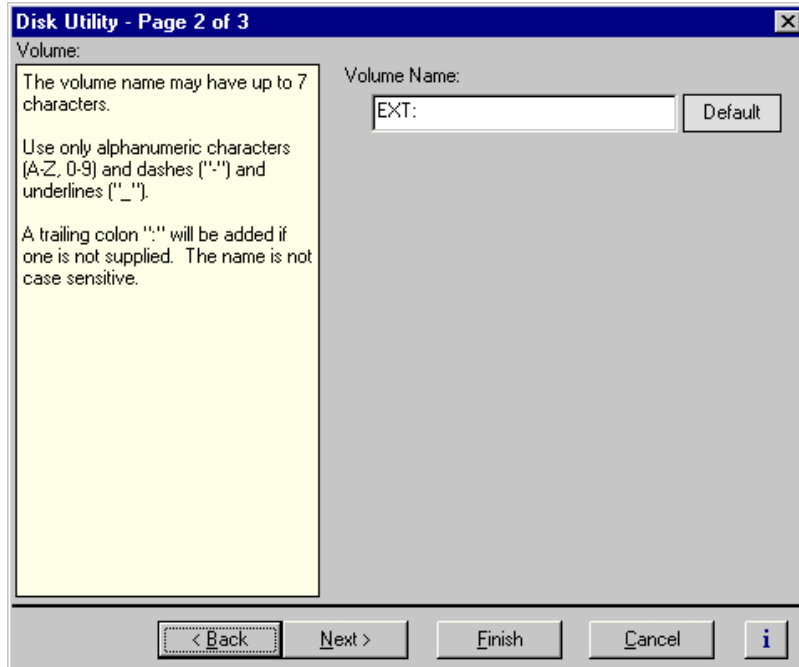 Disk Utility - Page 2 of 3
Volume:
The volume name may have up to 7
characters.
Use only alphanumeric characters
(A-Z, 0-9) and dashes ("-") and
underlines ("_").
A trailing colon ":" will be added if
one is not supplied.  The name is not
case sensitive.
Volume Name:
EXT:
Default
< Back
Next >
Finish
Cancel
i